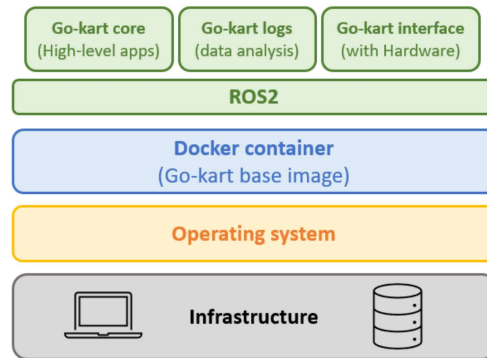 Go-kart core
(High-level apps)
Go-kart logs
(data analysis)
Go-kart interface
(with Hardware)
ROS2
Docker container
(Go-kart base image)
Operating system
Infrastructure